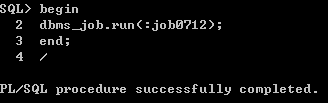 SQL> begin
2 dbms_job.run(:job0712);
3 end;
4 /
PL/SQL procedure successfully completed.